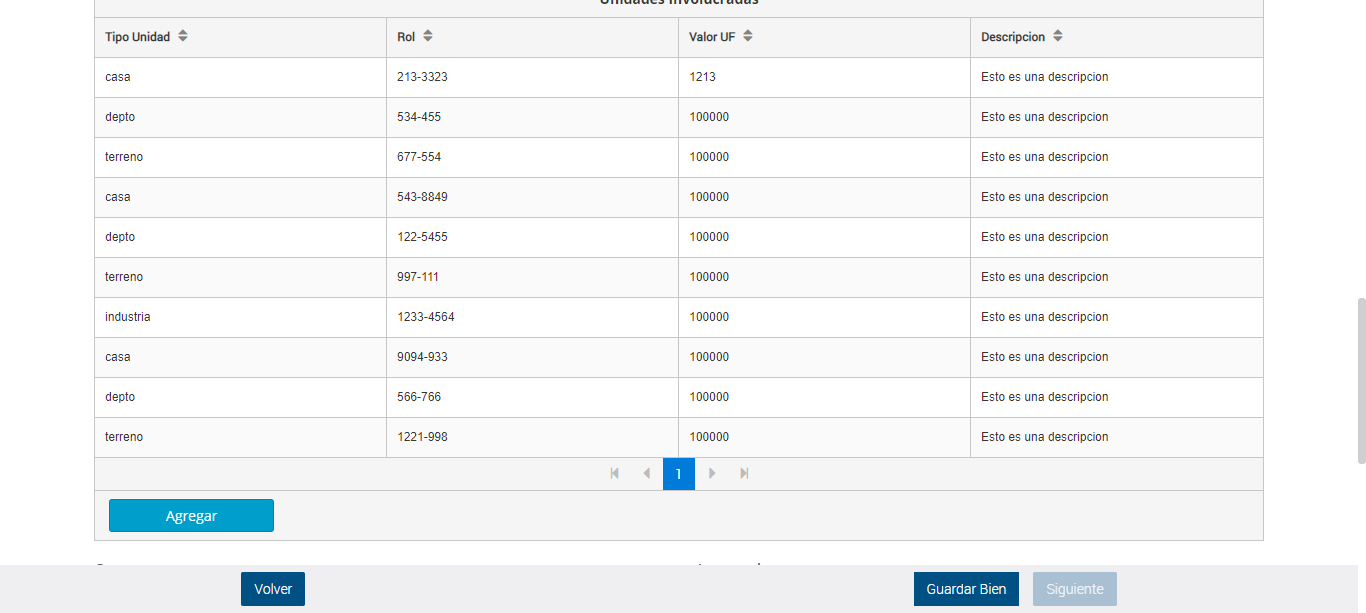 Unidades Involucradas
Tipo Unidad Rol Valor UF Descripcion
casa 213-3323 1213 Esto es una descripcion
depto 534-455 100000 Esto es una descripcion
terreno 677-554 100000 Esto es una descripcion
casa 543-8849 100000 Esto es una descripcion
depto 122-5455 100000 Esto es una descripcion
terreno 997-111 100000 Esto es una descripcion
industria 1233-4564 100000 Esto es una descripcion
casa 9094-933 100000 Esto es una descripcion
depto 566-766 100000 Esto es una descripcion
terreno 1221-998 100000 Esto es una descripcion
1
Agregar
Volver Guardar Bien Siguiente